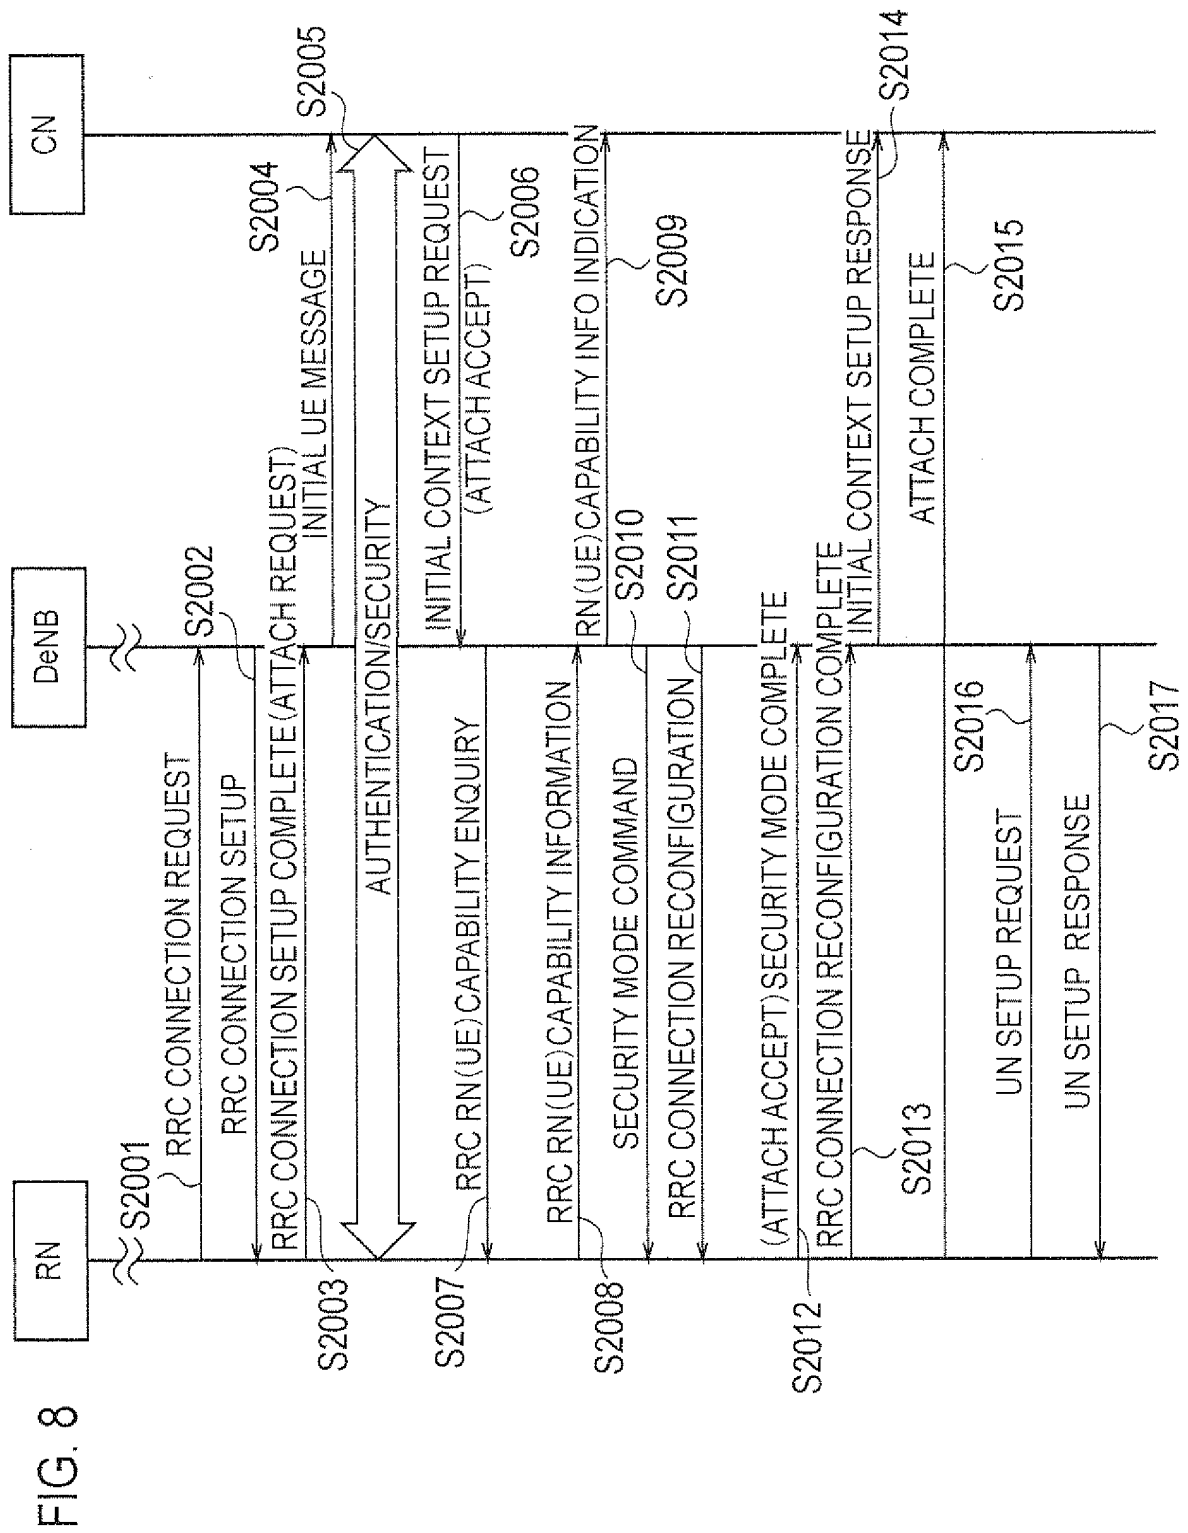 FIG. 8
RN
DeNB
CN
S2001
RRC CONNECTION REQUEST
S2002
RRC CONNECTION SETUP
RRC CONNECTION SETUP COMPLETE(ATTACH REQUEST)
S2003
INITIAL UE MESSAGE
S2004
S2005
AUTHENTICATION/SECURITY
INITIAL CONTEXT SETUP REQUEST
(ATTACH ACCEPT)
S2006
RRC RN(UE)CAPABILITY ENQUIRY
S2007
RRC RN(UE)CAPABILITY INFORMATION
S2008
RN(UE)CAPABILITY INFO INDICATION
S2009
SECURITY MODE COMMAND
S2010
RRC CONNECTION RECONFIGURATION
S2011
(ATTACH ACCEPT)SECURITY MODE COMPLETE
S2012
RRC CONNECTION RECONFIGURATION COMPLETE
S2013
INITIAL CONTEXT SETUP RESPONSE
S2014
ATTACH COMPLETE
S2015
UN SETUP REQUEST
S2016
UN SETUP RESPONSE
S2017